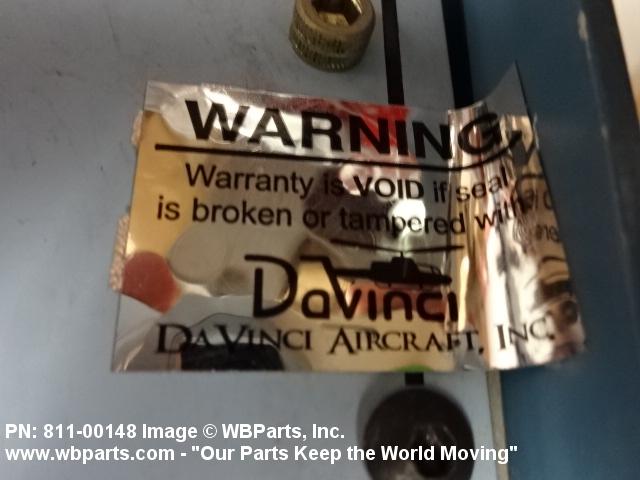 WARNING
Warranty is VOID if seal
is broken or tampered with
DaVinci
DAVINCI AIRCRAFT, INC.
PN: 811-00148 Image © WBParts, Inc.
www.wbparts.com - "Our Parts Keep the World Moving"